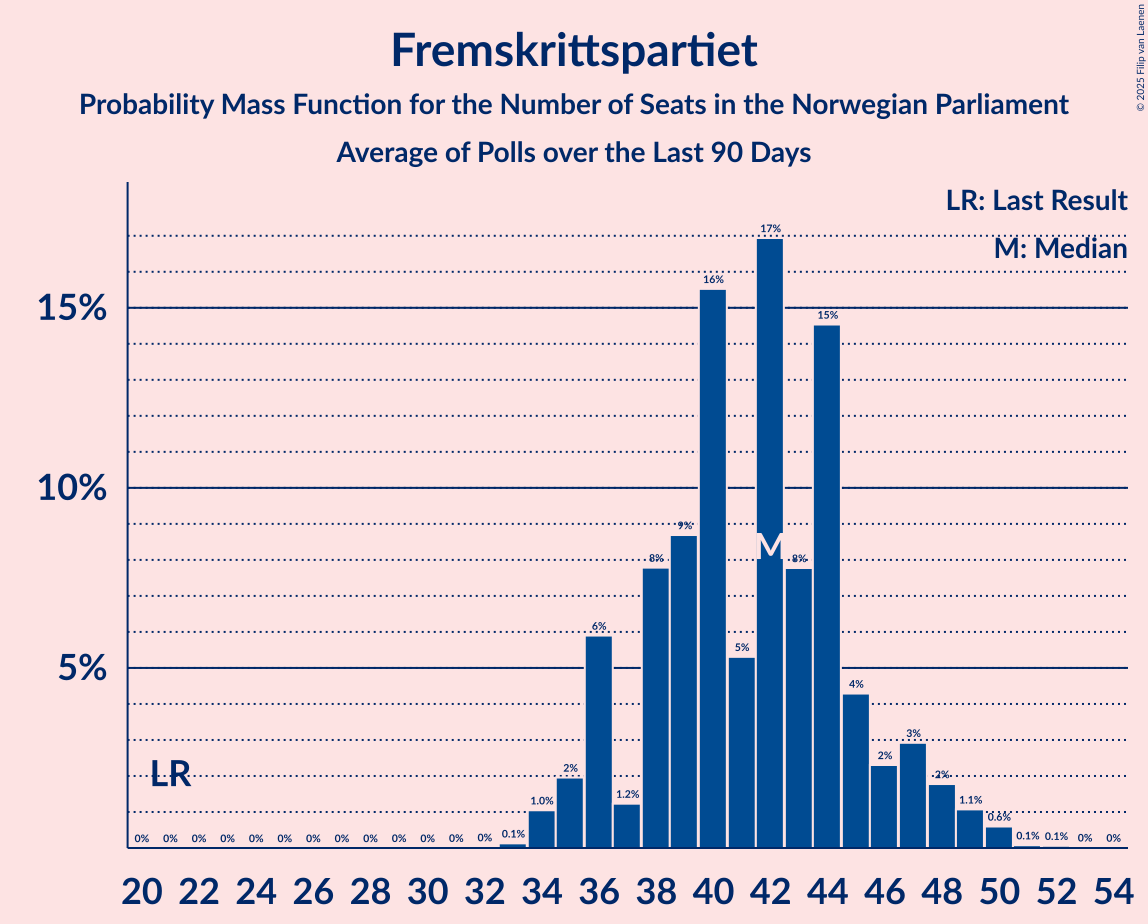 Fremskrittspartiet
Probability Mass Function for the Number of Seats in the Norwegian Parliament
Average of Polls over the Last 90 Days
© 2025 Filip van Laenen
LR: Last Result
M: Median
15%
10%
5%
LR
M
0% 0% 0% 0% 0% 0% 0% 0% 0% 0% 0% 0% 0% 0.1% 1.0% 2% 6% 1.2% 8% 9% 16% 5% 17% 8% 15% 4% 2% 3% 2% 1.1% 0.6% 0.1% 0.1% 0% 0%
20 22 24 26 28 30 32 34 36 38 40 42 44 46 48 50 52 54